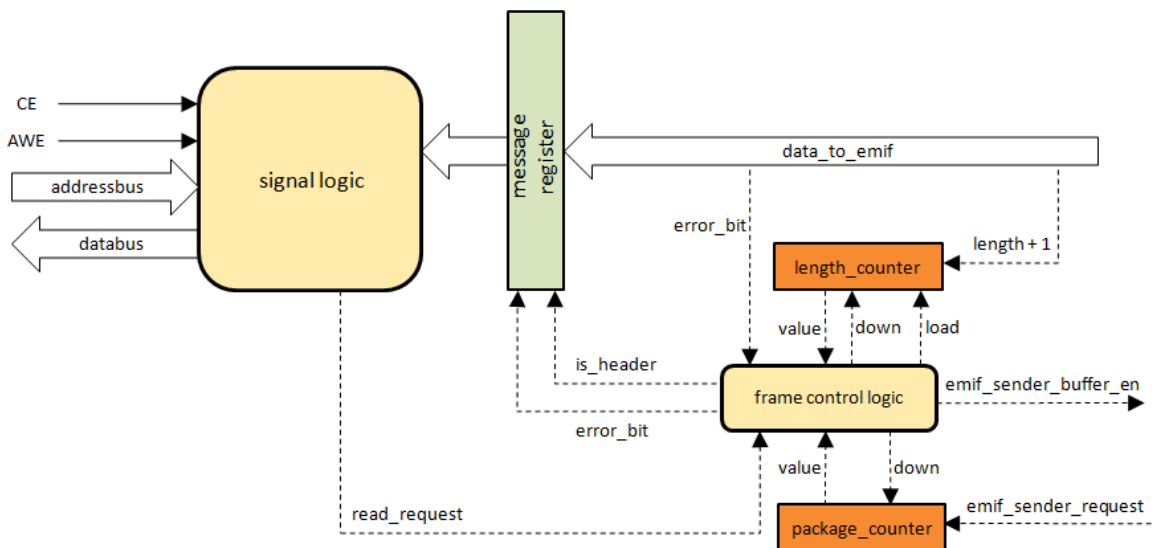 CE
AWE
addressbus
databus
signal logic
message
register
data_to_emif
error_bit
length + 1
length_counter
value
down
load
is_header
error_bit
frame control logic
emif_sender_buffer_en
value
down
read_request
package_counter
emif_sender_request